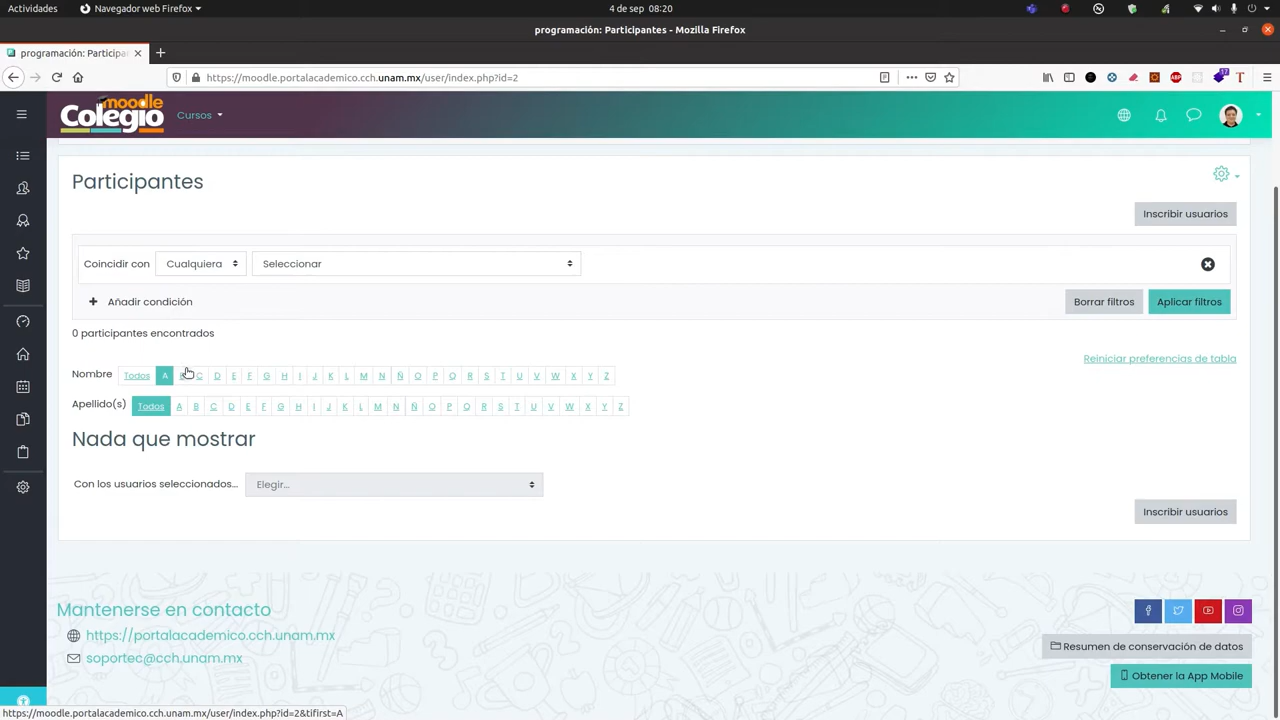 Actividades
Navegador web Firefox
4 de sep 08:20
programación: Participantes - Mozilla Firefox
programación: Particip
https://moodle.portalacademico.cch.unam.mx/user/index.php?id=2
17
ABP
T
moodle
Colegio
Cursos
Participantes
Inscribir usuarios
Coincidir con
Cualquiera
Seleccionar
Añadir condición
Borrar filtros
Aplicar filtros
0 participantes encontrados
Reiniciar preferencias de tabla
Nombre Todos A C D E F G H I J K L M N Ñ O P Q R S T U V W X Y Z
Apellido(s) Todos A B C D E F G H I J K L M N Ñ O P Q R S T U V W X Y Z
Nada que mostrar
Con los usuarios seleccionados...
Elegir...
Inscribir usuarios
Mantenerse en contacto
https://portalacademico.cch.unam.mx
soportec@cch.unam.mx
Resumen de conservación de datos
Obtener la App Mobile
https://moodle.portalacademico.cch.unam.mx/user/index.php?id=2&tifirst=A